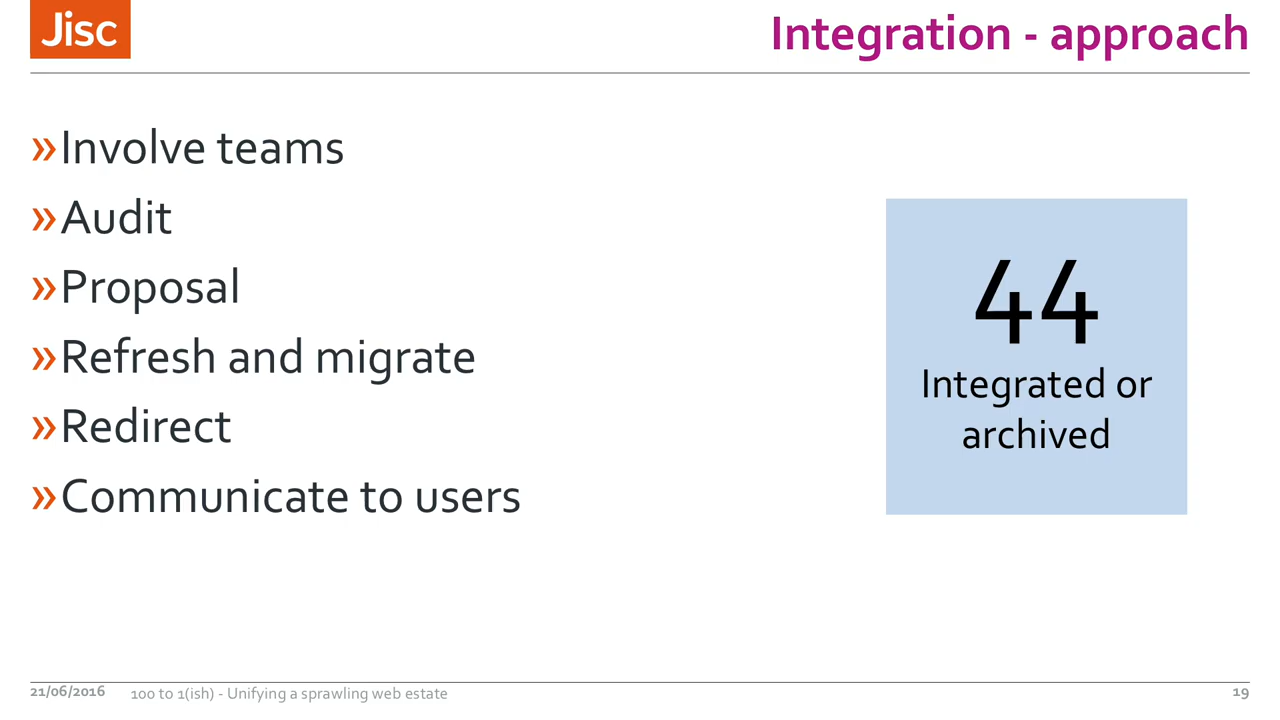 Jisc
Integration - approach
»Involve teams
»Audit
»Proposal
»Refresh and migrate
»Redirect
»Communicate to users
44
Integrated or
archived
21/06/2016 100 to 1(ish) - Unifying a sprawling web estate 19